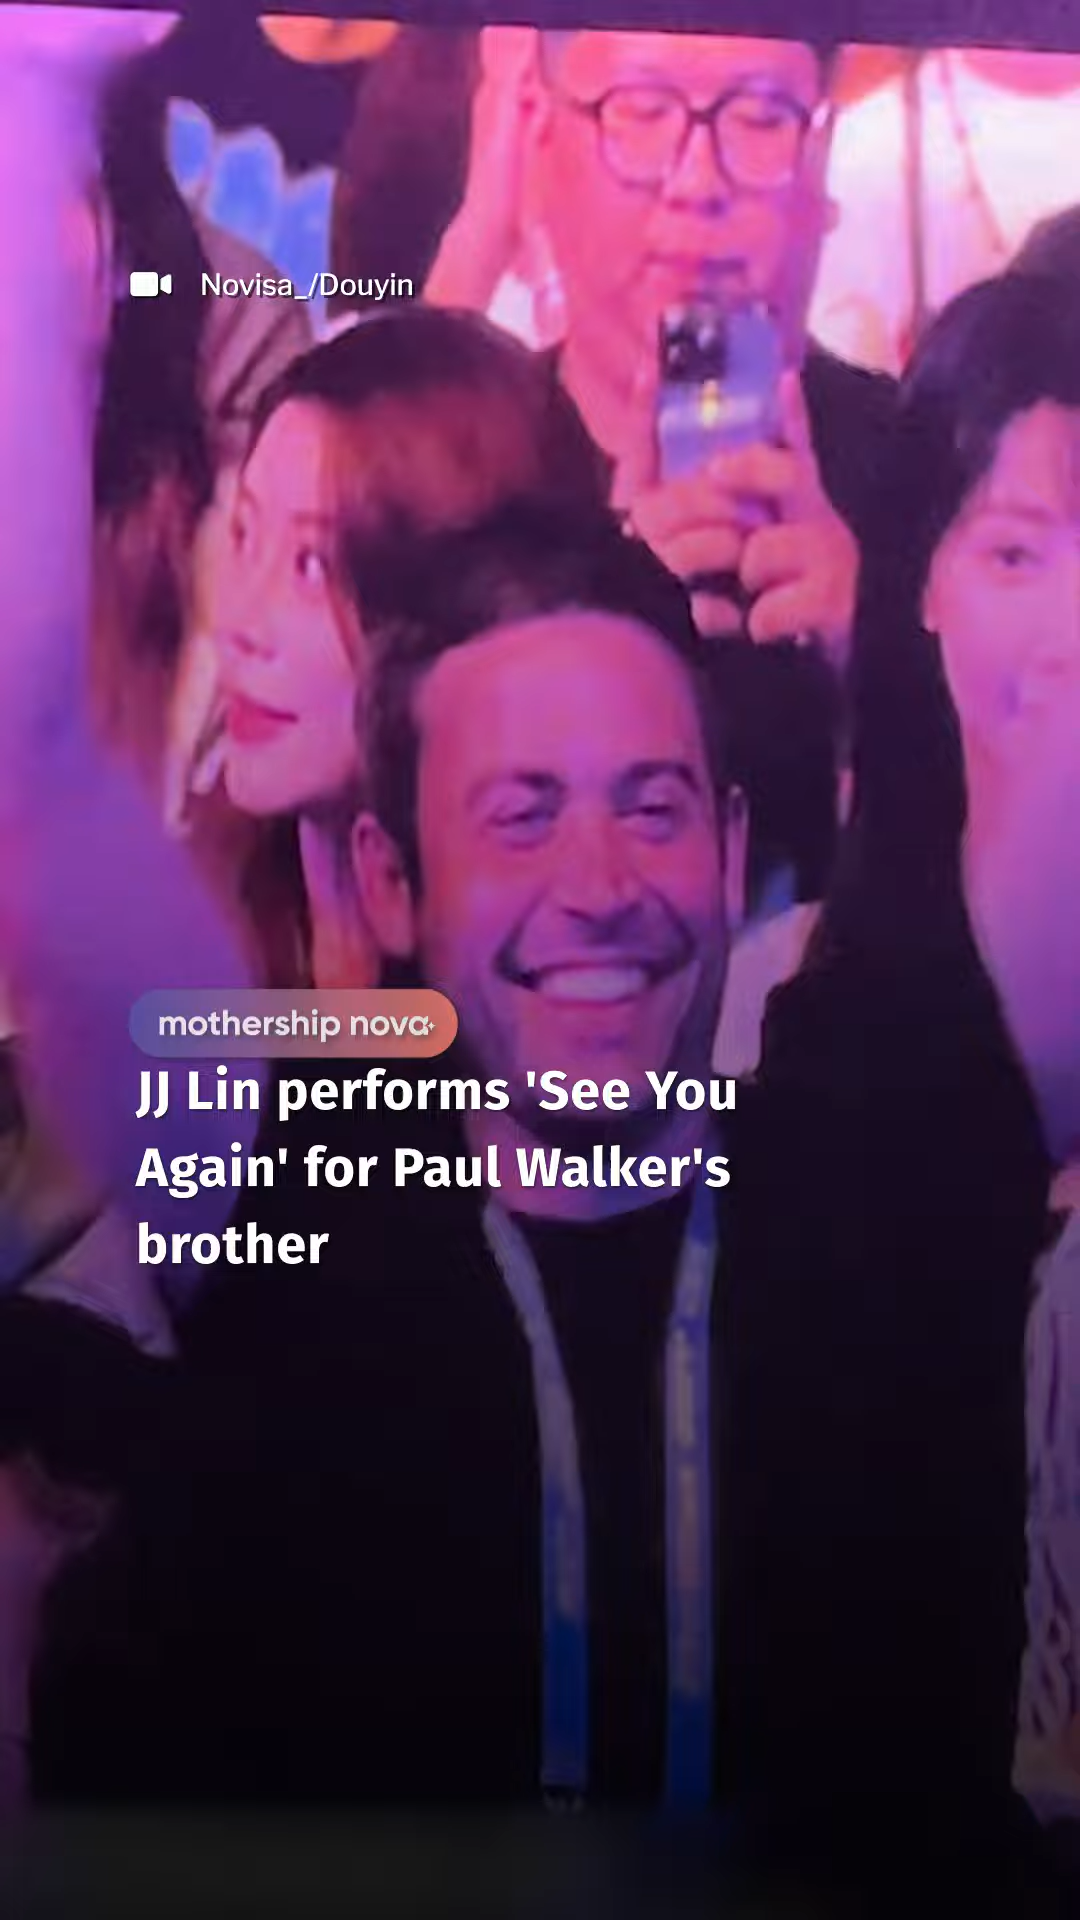 Novisa_/Douyin
mothership nova
JJ Lin performs 'See You
Again' for Paul Walker's
brother